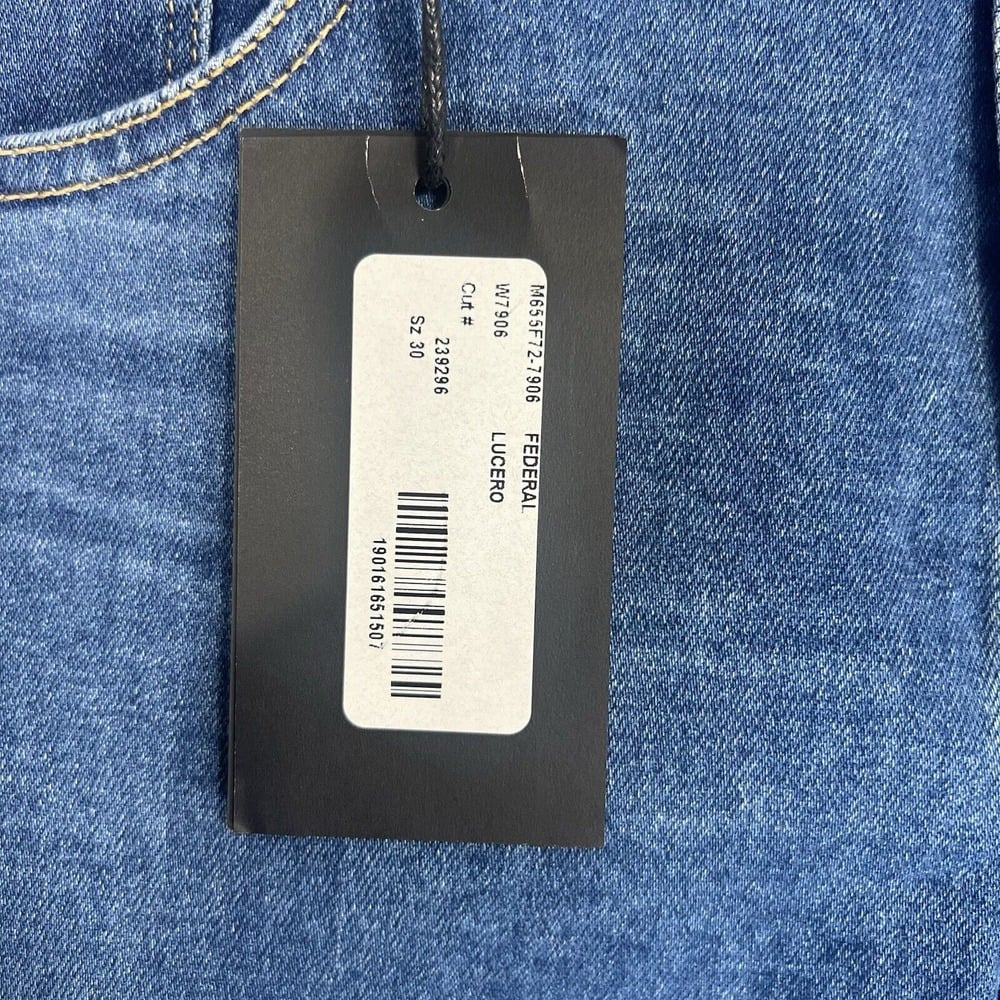 M655F72-7906 FEDERAL
W7906 LUCERO
Cut #
239296
Sz 30
190161651507